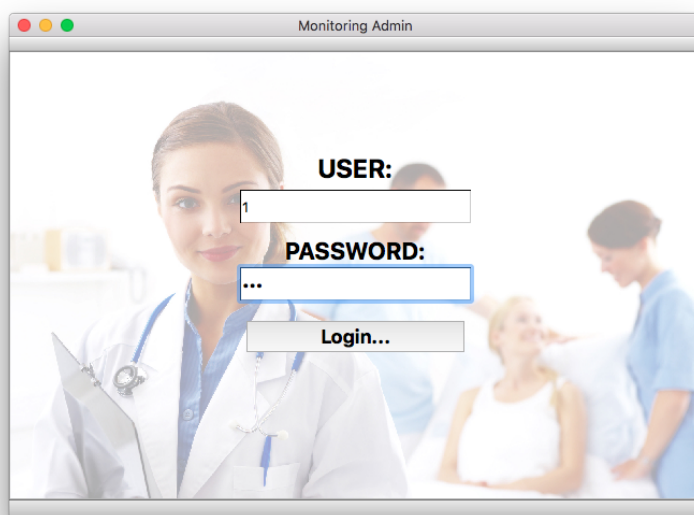 Monitoring Admin
USER:
1
PASSWORD:
•••
Login...